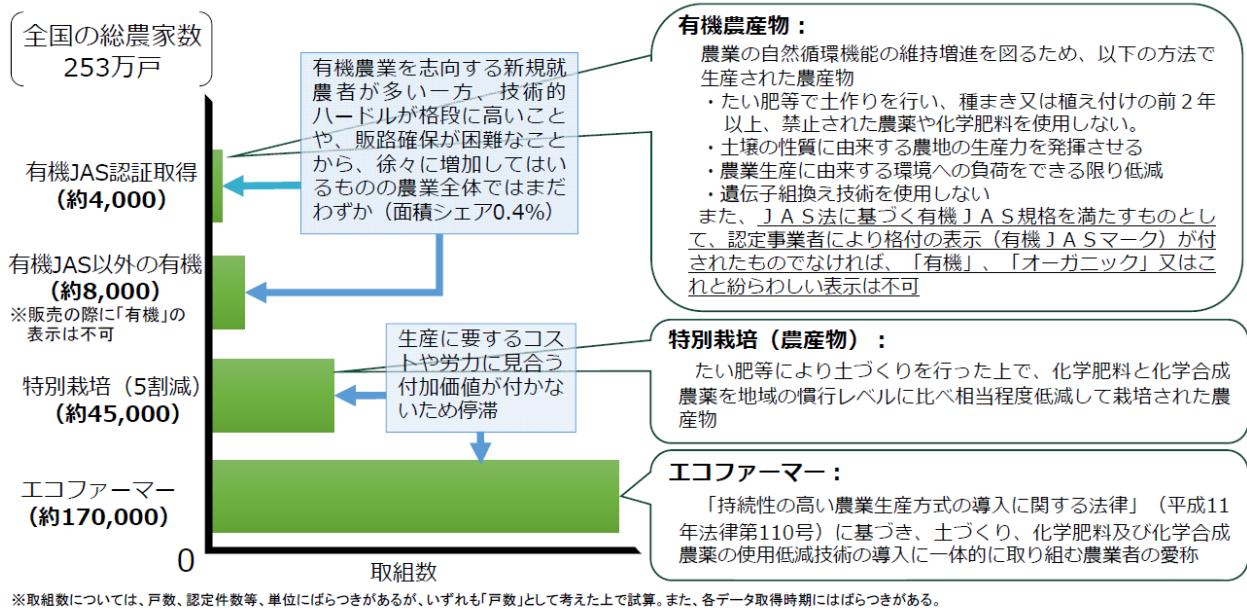 全国の総農家数
253万戸
有機農業を志向する新規就
農者が多い一方、技術的
ハードルが格段に高いこと
や、販路確保が困難なこと
から、徐々に増加してはい
るものの農業全体ではまだ
わずか（面積シェア0.4%）
有機農産物：
農業の自然循環機能の維持増進を図るため、以下の方法で
生産された農産物
・たい肥等で土作りを行い、種まき又は植え付けの前２年
以上、禁止された農薬や化学肥料を使用しない。
・土壌の性質に由来する農地の生産力を発揮させる
・農業生産に由来する環境への負荷をできる限り低減
・遺伝子組換え技術を使用しない
また、ＪＡＳ法に基づく有機ＪＡＳ規格を満たすものとし
て、認定事業者により格付の表示（有機ＪＡＳマーク）が付
されたものでなければ、「有機」、「オーガニック」又はこ
れと紛らわしい表示は不可
有機JAS認証取得
（約4,000）
有機JAS以外の有機
（約8,000）
※販売の際に「有機」の
表示は不可
生産に要するコス
トや労力に見合う
付加価値が付かな
いため停滞
特別栽培（5割減）
（約45,000）
特別栽培（農産物）：
たい肥等により土づくりを行った上で、化学肥料と化学合成
農薬を地域の慣行レベルに比べ相当程度低減して栽培された農
産物
エコファーマー
（約170,000）
エコファーマー：
「持続性の高い農業生産方式の導入に関する法律」（平成11
年法律第110号）に基づき、土づくり、化学肥料及び化学合成
農薬の使用低減技術の導入に一体的に取り組む農業者の愛称
0
取組数
※取組数については、戸数、認定件数等、単位にばらつきがあるが、いずれも「戸数」として考えた上で試算。また、各データ取得時期にはばらつきがある。